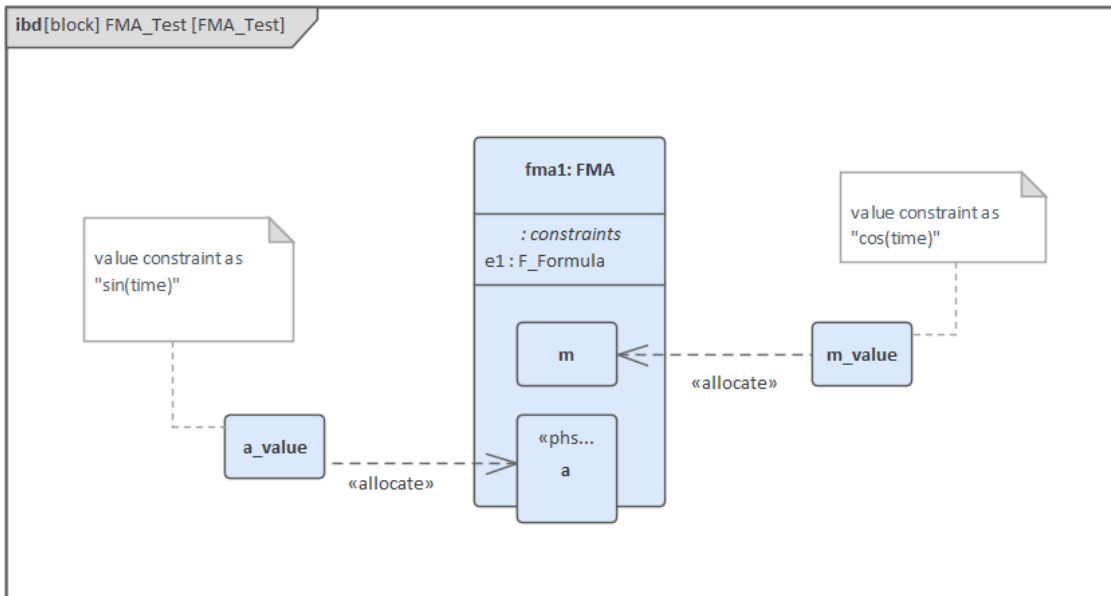 ibd [block] FMA_Test [FMA_Test]
fma1: FMA
: constraints
e1 : F_Formula
value constraint as
"sin(time)"
value constraint as
"cos(time)"
m
m_value
«allocate»
a_value
«phs...
a
«allocate»